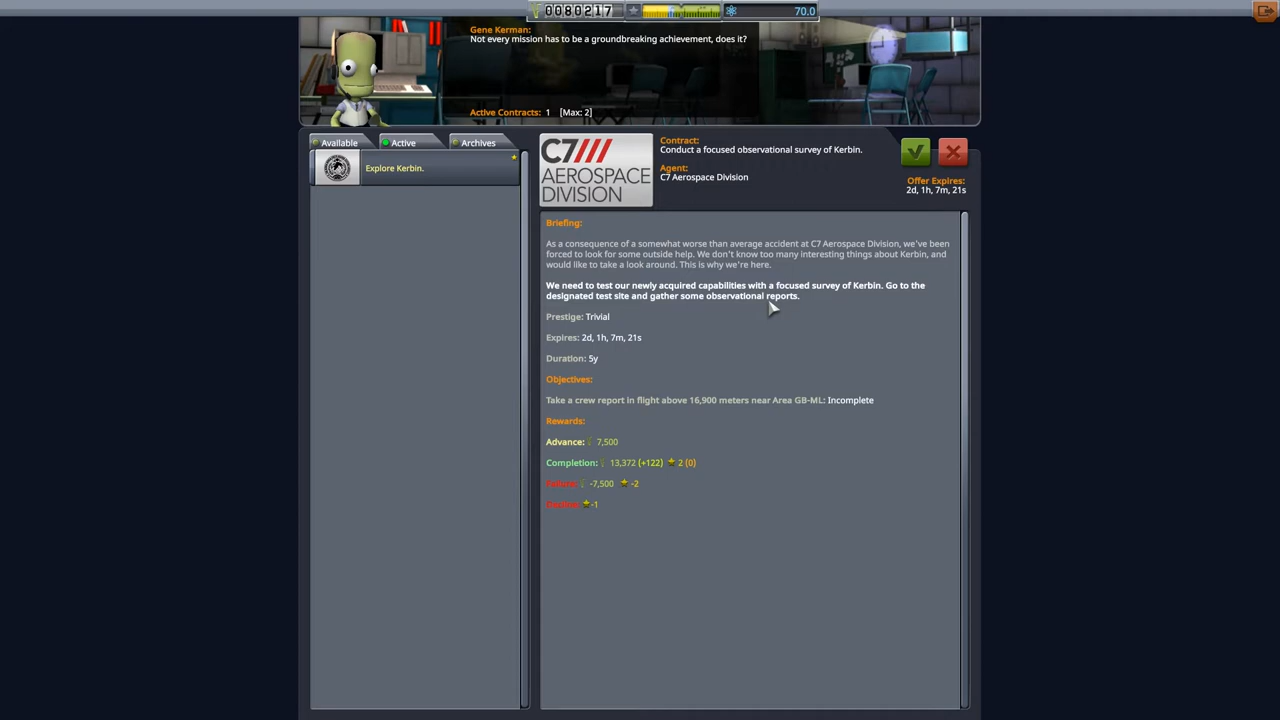 0080217
70.0
Gene Kerman:
Not every mission has to be a groundbreaking achievement, does it?
Active Contracts: 1 [Max: 2]
Available
Active
Archives
Explore Kerbin.
C7///
AEROSPACE
DIVISION
Contract:
Conduct a focused observational survey of Kerbin.
Agent:
C7 Aerospace Division
Offer Expires:
2d, 1h, 7m, 21s
Briefing:
As a consequence of a somewhat worse than average accident at C7 Aerospace Division, we've been
forced to look for some outside help. We don't know too many interesting things about Kerbin, and
would like to take a look around. This is why we're here.
We need to test our newly acquired capabilities with a focused survey of Kerbin. Go to the
designated test site and gather some observational reports.
Prestige: Trivial
Expires: 2d, 1h, 7m, 21s
Duration: 5y
Objectives:
Take a crew report in flight above 16,900 meters near Area GB-ML: Incomplete
Rewards:
Advance: 7,500
Completion: 13,372 (+122) 2 (0)
Failure: -7,500 -2
Decline: -1